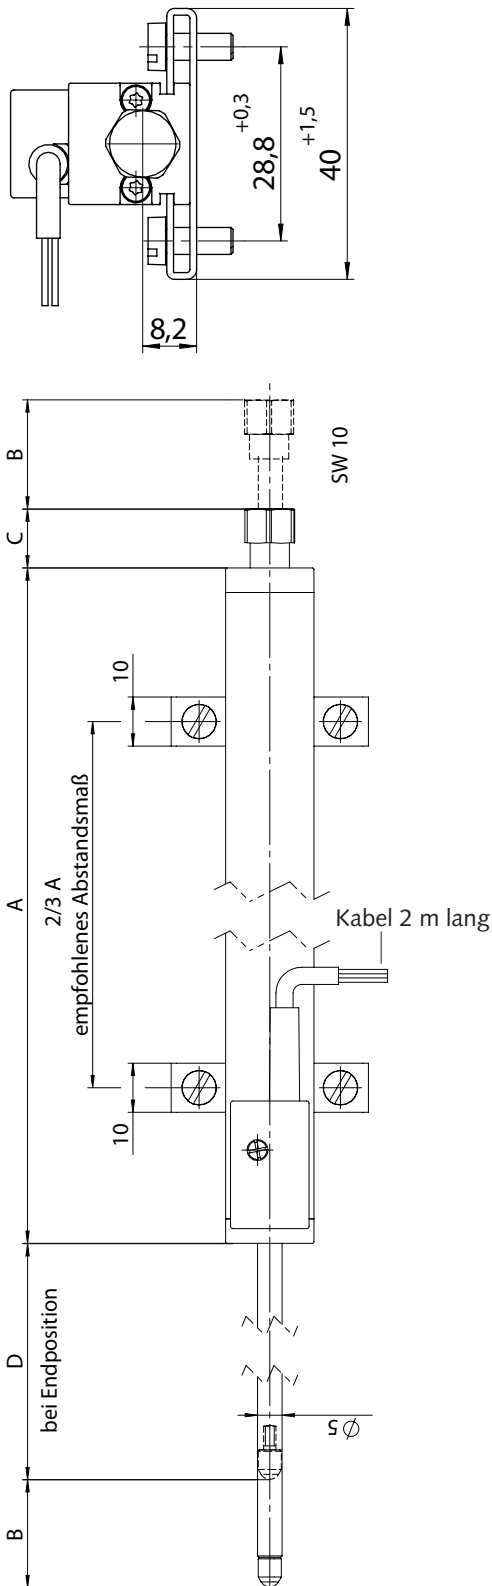 +0,3
28,8
+1,5
40
8,2
B
SW 10
C
10
A
2/3 A
empfohlenes Abstandsmaß
Kabel 2 m lang
10
D
bei Endposition
∅ 5
B